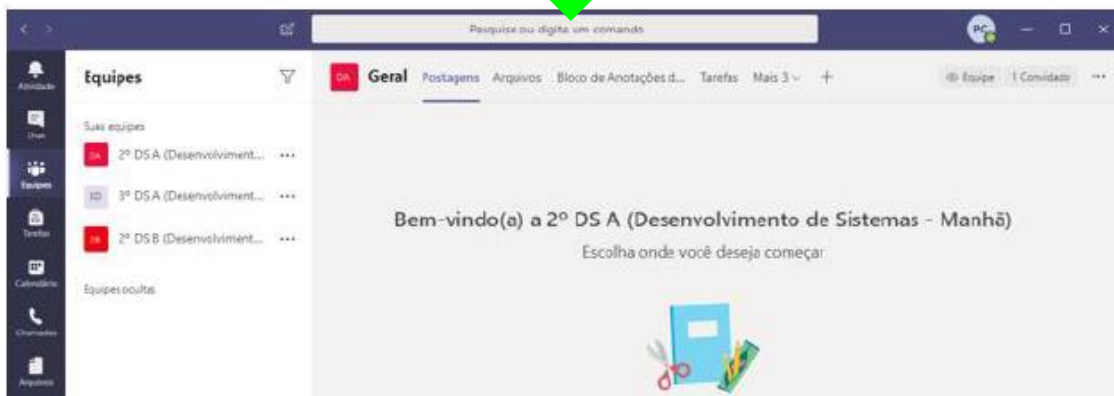 Pesquise ou digite um comando
PC
Atividade
Chat
Equipes
Tarefas
Calendário
Chamadas
Arquivos
Equipes
Suas equipes
DA 2º DS A (Desenvolviment... ...
3D 3º DS A (Desenvolviment... ...
DB 2º DS B (Desenvolviment... ...
Equipes ocultas
DA Geral Postagens Arquivos Bloco de Anotações d... Tarefas Mais 3 + Equipe 1 Convidado ...
Bem-vindo(a) a 2º DS A (Desenvolvimento de Sistemas - Manhã)
Escolha onde você deseja começar